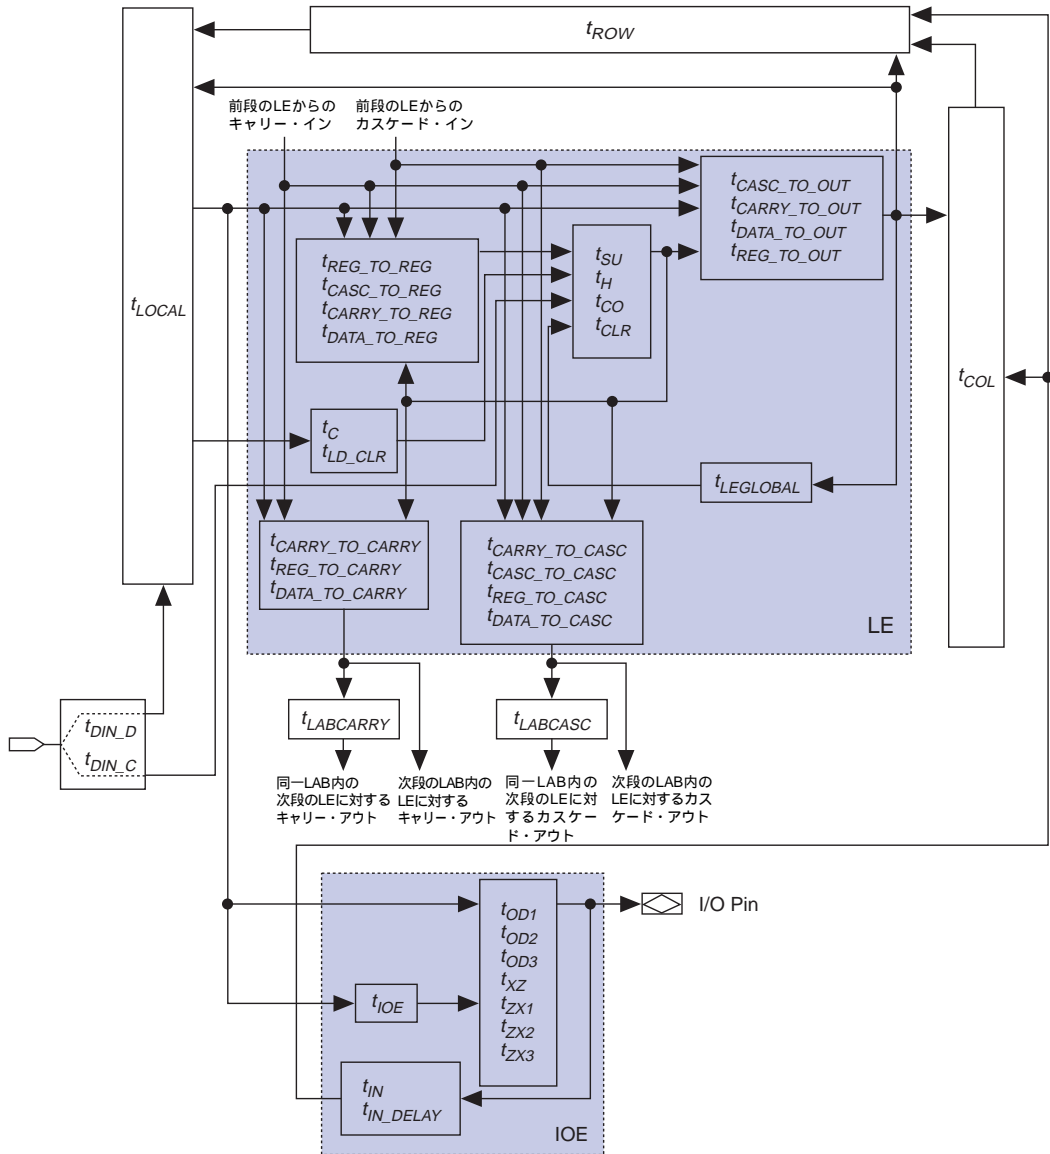 tROW
前段のLEからの
キャリー・イン
前段のLEからの
カスケード・イン
tCASC_TO_OUT
tCARRY_TO_OUT
tDATA_TO_OUT
tREG_TO_OUT
tREG_TO_REG
tCASC_TO_REG
tCARRY_TO_REG
tDATA_TO_REG
tSU
tH
tCO
tCLR
tLOCAL
tCOL
tC
tLD_CLR
tLEGLOBAL
tCARRY_TO_CARRY
tREG_TO_CARRY
tDATA_TO_CARRY
tCARRY_TO_CASC
tCASC_TO_CASC
tREG_TO_CASC
tDATA_TO_CASC
LE
tDIN_D
tDIN_C
tLABCARRY
tLABCASC
同一LAB内の
次段のLEに対する
キャリー・アウト
次段のLAB内の
LEに対する
キャリー・アウト
同一LAB内の
次段のLEに対
するカスケー
ド・アウト
次段のLAB内の
LEに対するカス
ケード・アウト
tOD1
tOD2
tOD3
tXZ
tZX1
tZX2
tZX3
I/O Pin
tIOE
tIN
tIN_DELAY
IOE